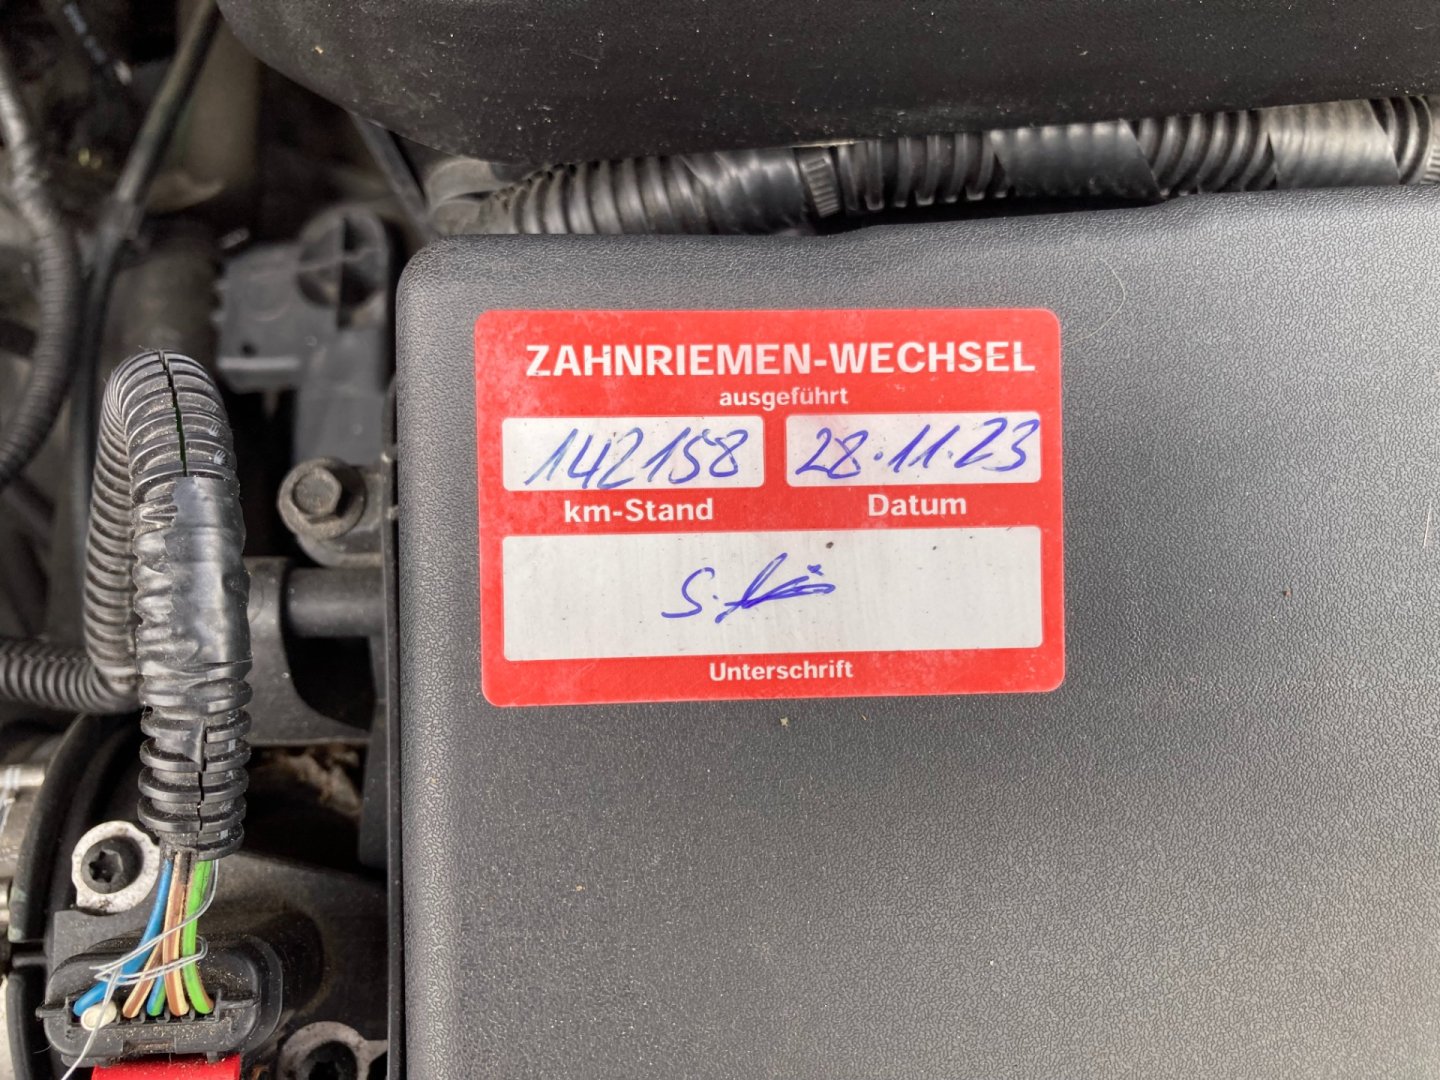 ZAHNRIEMEN-WECHSEL
ausgeführt
142158 28.11.23
km-Stand Datum
S.
Unterschrift